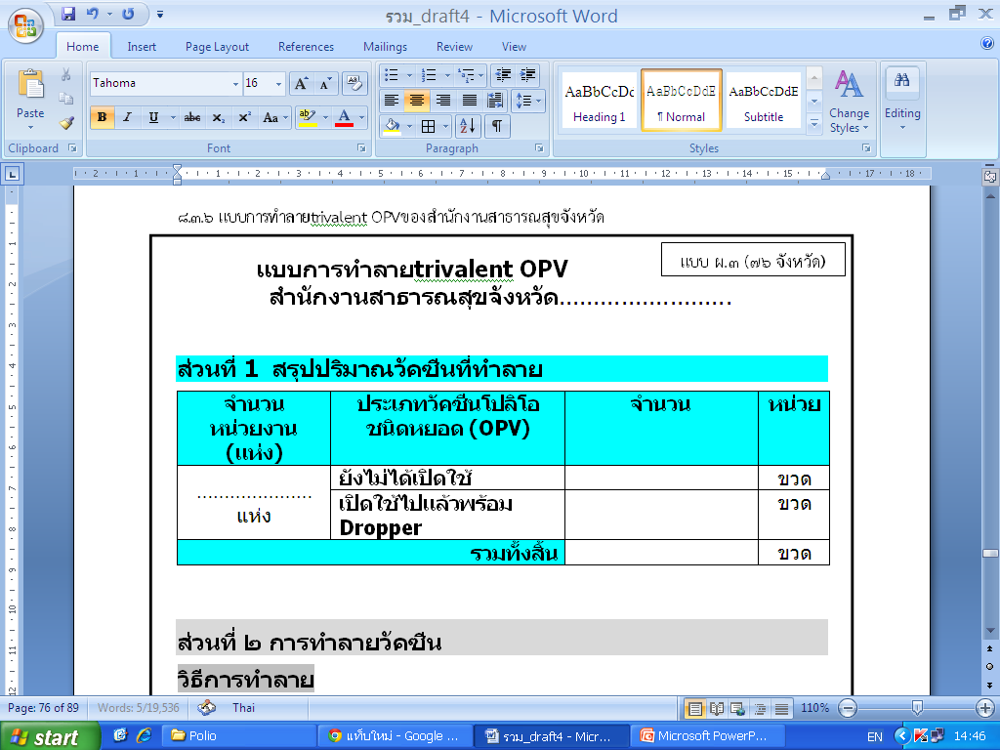 รวม_draft4 - Microsoft Word
Home Insert Page Layout References Mailings Review View
Paste
Clipboard
Tahoma 16
B I U abc x₂ x² Aa
Font
Paragraph
AaBbCcDc AaBbCcDdE AaBbCcDdE
Heading 1 ¶ Normal Subtitle
Styles
Change Styles
Editing
๘.๓.๖ แบบการทำลายtrivalent OPVของสำนักงานสาธารณสุขจังหวัด
แบบ ผ.๓ (๗๖ จังหวัด)
แบบการทำลายtrivalent OPV
สำนักงานสาธารณสุขจังหวัด.........................
ส่วนที่ 1 สรุปปริมาณวัคซีนที่ทำลาย
จำนวน
หน่วยงาน
(แห่ง)
ประเภทวัคซีนโปลิโอ
ชนิดหยอด (OPV)
จำนวน
หน่วย
.....................
แห่ง
ยังไม่ได้เปิดใช้
ขวด
เปิดใช้ไปแล้วพร้อม
Dropper
ขวด
รวมทั้งสิ้น
ขวด
ส่วนที่ ๒ การทำลายวัคซีน
วิธีการทำลาย
Page: 76 of 89 Words: 5/19,536 Thai 110%
start Polio แท็บใหม่ - Google ... รวม_draft4 - Micr... Microsoft PowerP... EN 14:46